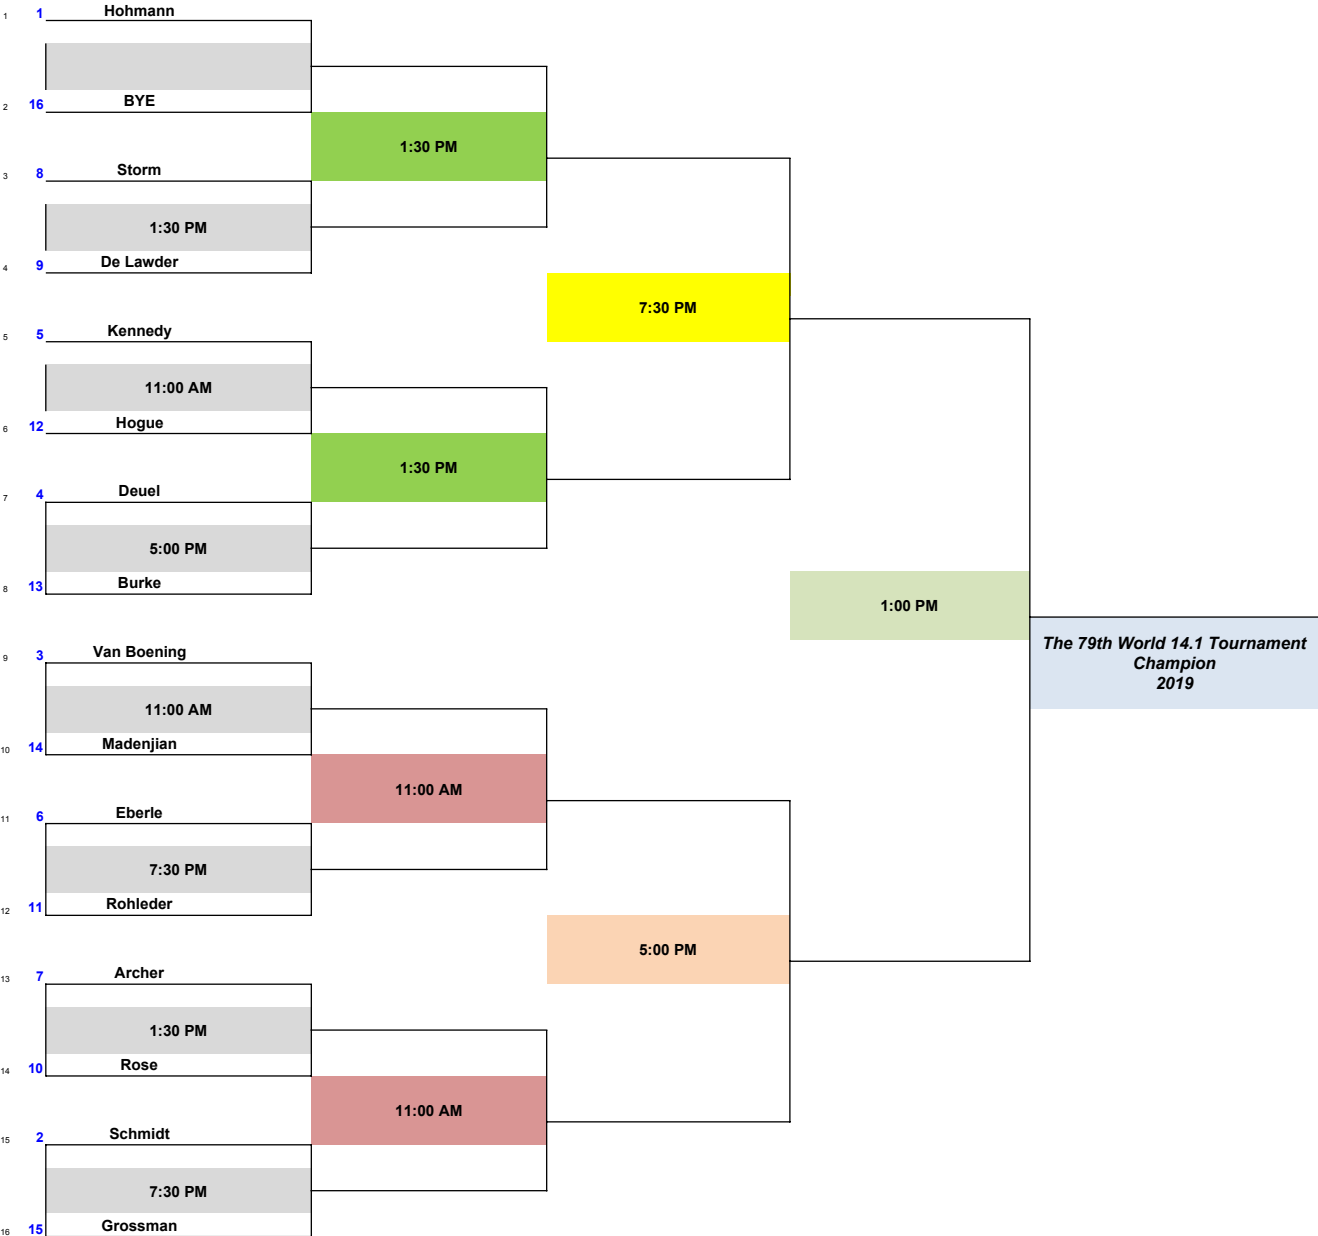 1 1 Hohmann
2 16 BYE
1:30 PM
3 8 Storm
1:30 PM
4 9 De Lawder
7:30 PM
5 5 Kennedy
11:00 AM
6 12 Hogue
1:30 PM
7 4 Deuel
5:00 PM
8 13 Burke
1:00 PM
The 79th World 14.1 Tournament
Champion
2019
9 3 Van Boening
11:00 AM
10 14 Madenjian
11:00 AM
11 6 Eberle
7:30 PM
12 11 Rohleder
5:00 PM
13 7 Archer
1:30 PM
14 10 Rose
11:00 AM
15 2 Schmidt
7:30 PM
16 15 Grossman